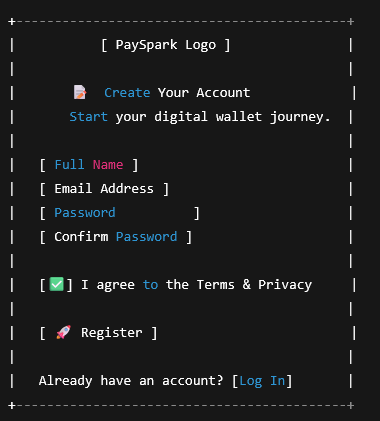 +-------------------------------------------+
|           [ PaySpark Logo ]               |
|                                           |
|       📝  Create Your Account             |
|       Start your digital wallet journey.  |
|                                           |
|   [ Full Name ]                           |
|   [ Email Address ]                       |
|   [ Password          ]                   |
|   [ Confirm Password ]                    |
|                                           |
|   [✅] I agree to the Terms & Privacy     |
|                                           |
|   [ 🚀 Register ]                         |
|                                           |
|   Already have an account? [Log In]       |
+-------------------------------------------+